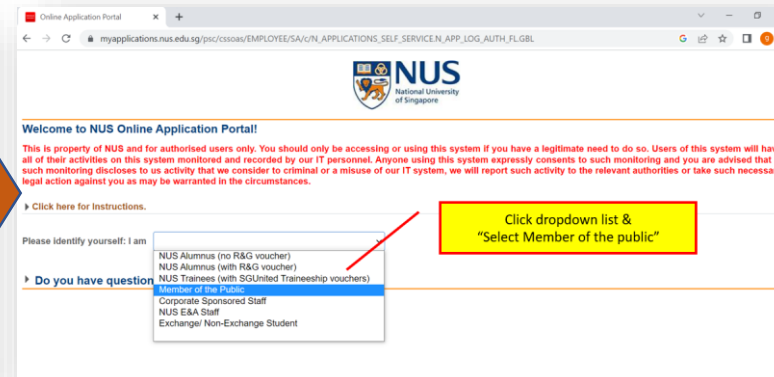 Online Application Portal
myapplications.nus.edu.sg/psc/cssoas/EMPLOYEE/SA/c/N_APPLICATIONS_SELF_SERVICE.N_APP_LOG_AUTH_FL.GBL
NUS
National University
of Singapore
Welcome to NUS Online Application Portal!
This is property of NUS and for authorised users only. You should only be accessing or using this system if you have a legitimate need to do so. Users of this system will hav
all of their activities on this system monitored and recorded by our IT personnel. Anyone using this system expressly consents to such monitoring and you are advised that
such monitoring discloses to us activity that we consider to criminal or a misuse of our IT system, we will report such activity to the relevant authorities or take such necessa
legal action against you as may be warranted in the circumstances.
Click here for Instructions.
Click dropdown list &
“Select Member of the public”
Please identify yourself: I am
NUS Alumnus (no R&G voucher)
NUS Alumnus (with R&G voucher)
NUS Trainees (with SGUnited Traineeship vouchers)
Do you have question
Member of the Public
Corporate Sponsored Staff
NUS E&A Staff
Exchange/ Non-Exchange Student